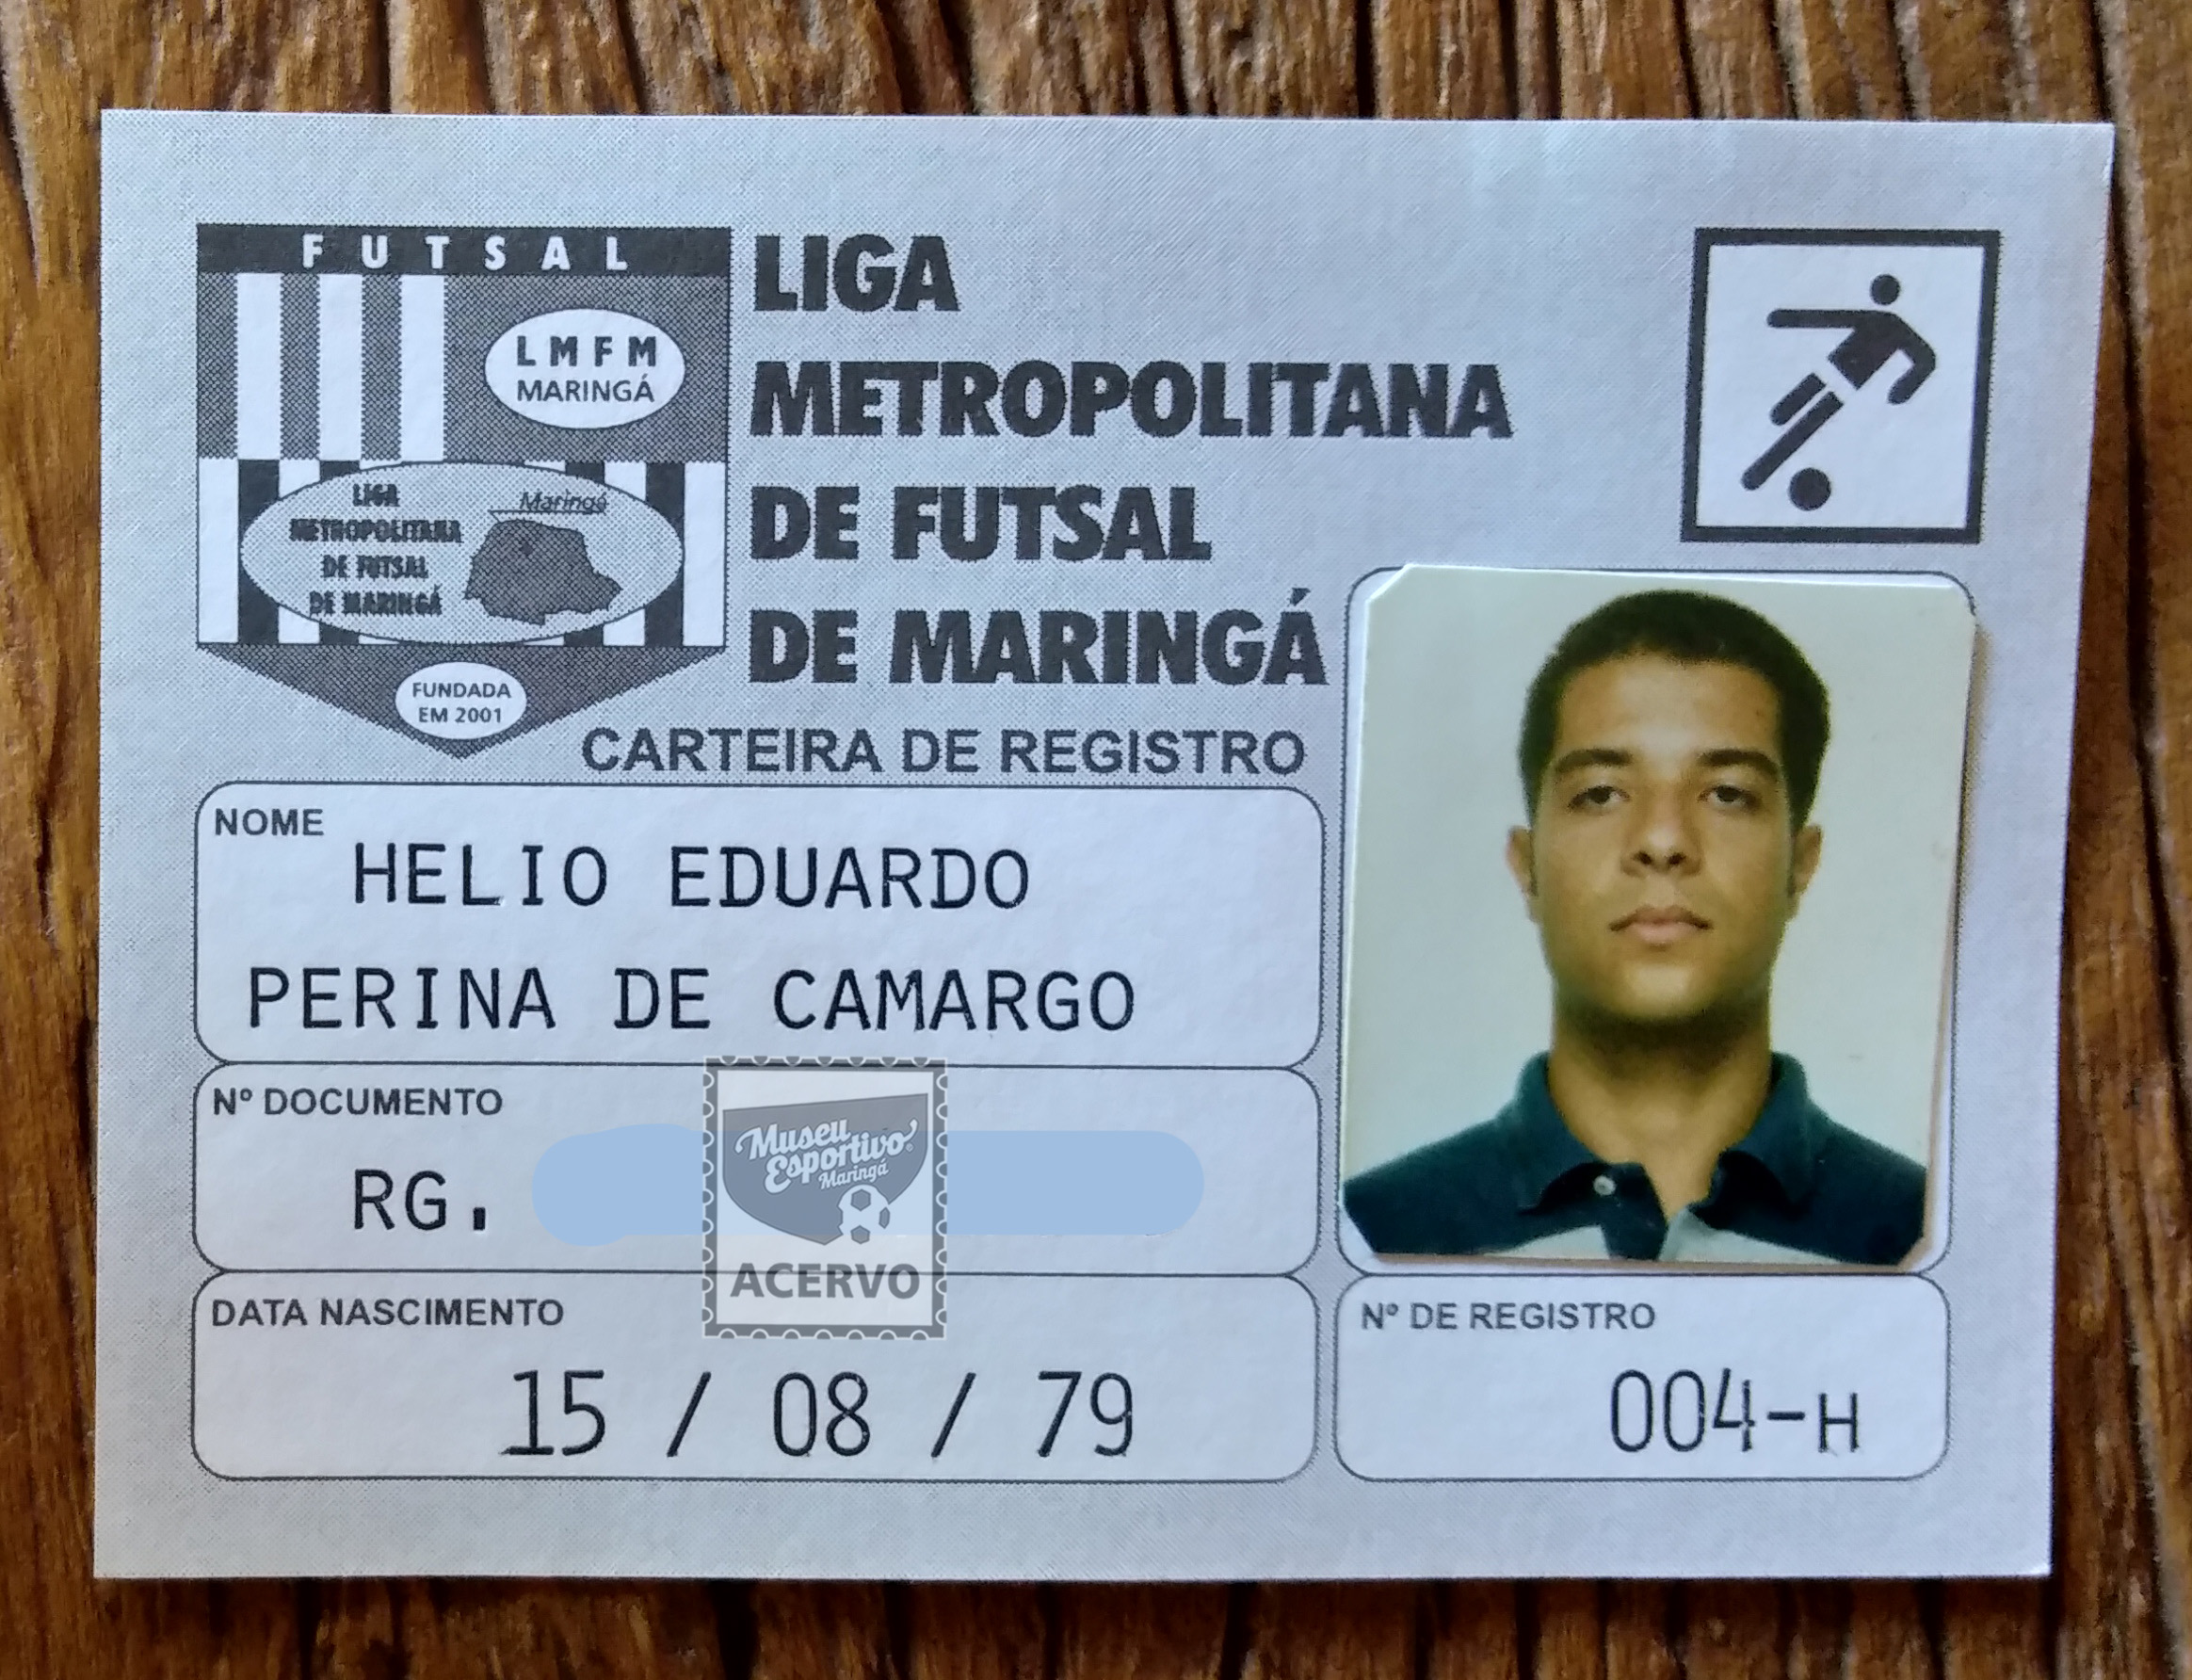 FUTSAL
LMFM
MARINGÁ
LIGA
METROPOLITANA
DE FUTSAL
DE MARINGÁ
Maringá
FUNDADA
EM 2001
LIGA
METROPOLITANA
DE FUTSAL
DE MARINGÁ
CARTEIRA DE REGISTRO
NOME
HELIO EDUARDO
PERINA DE CAMARGO
Nº DOCUMENTO
RG.
Museu
Esportivo
Maringá
ACERVO
DATA NASCIMENTO
15 / 08 / 79
Nº DE REGISTRO
004-H